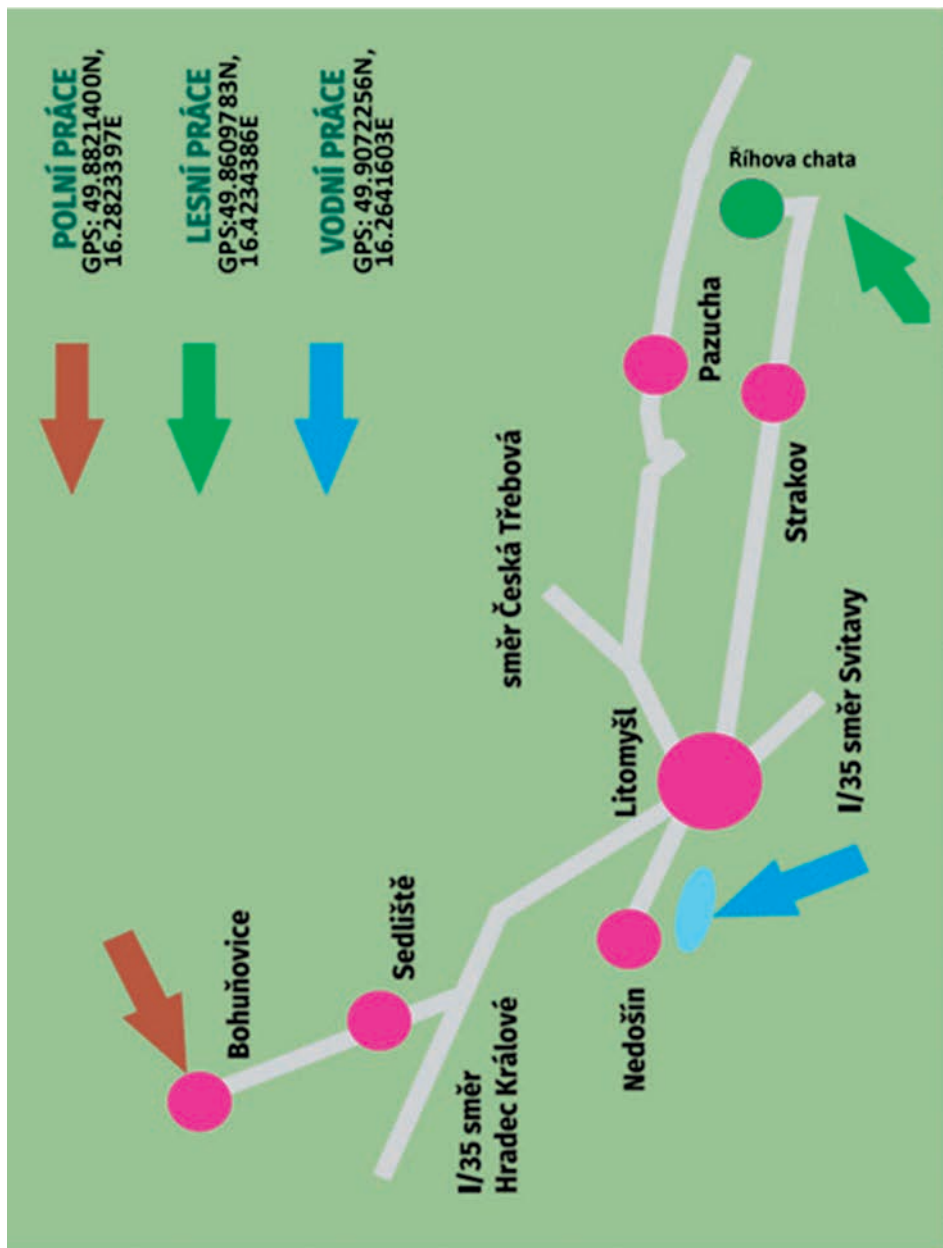 POLNÍ PRÁCE
GPS: 49.8821400N,
16.2823397E
LESNÍ PRÁCE
GPS:49.8609783N,
16.4234386E
VODNÍ PRÁCE
GPS: 49.9072256N,
16.2641603E
Bohuňovice
Sedliště
I/35 směr
Hradec Králové
směr Česká Třebová
Litomyšl
Nedošín
Pazucha
Říhova chata
Strakov
I/35 směr Svitavy